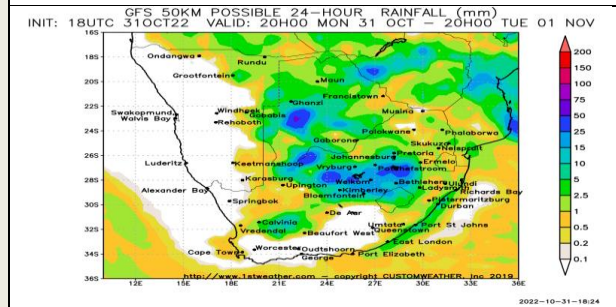 GFS 50KM POSSIBLE 24-HOUR RAINFALL (mm)
INIT: 18UTC 31OCT22 VALID: 20H00 MON 31 OCT - 20H00 TUE 01 NOV
16S
Ondangwa
Rundu
200
18S
Grootfontein
150
20S
Maun
100
Francistown
75
22S
Ghanzi
Swakopmund
Windhoek
Gobabis
Musina
50
Walvis Bay
Rehoboth
24S
Polokwane
Phalaborwa
25
Gaborone
Skukuza
15
Nelspruit
26S
Johannesburg
Pretoria
10
Luderitz
Keetmanshoop
Vryburg
Ermelo
Potchefstroom
5
28S
Karasburg
Welkom
Bethlehem
Ulundi
Alexander Bay
Upington
Kimberley
Ladysmith
Richards Bay
2.5
Springbok
Bloemfontein
Pietermaritzburg
1
30S
Durban
De Aar
0.5
Calvinia
Umtata
Port St Johns
32S
Vredendal
Beaufort West
Queenstown
0.2
East London
Worcester
Oudtshoorn
0.1
34S
Cape Town
George
Port Elizabeth
http://www.1stweather.com - copyright CUSTOMWEATHER, Inc 2019
36S
12E 15E 18E 21E 24E 27E 30E 33E 36E
2022-10-31-18:24